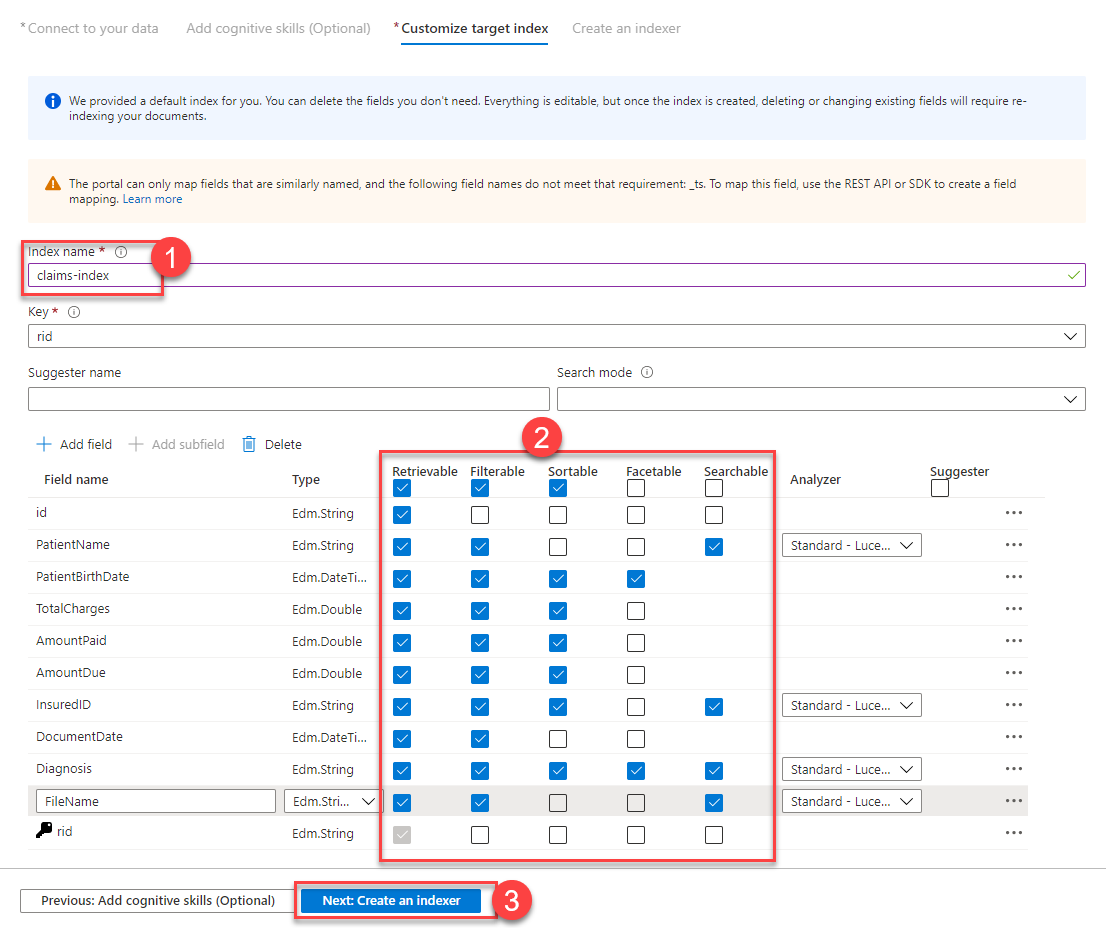 * Connect to your data Add cognitive skills (Optional) * Customize target index Create an indexer
We provided a default index for you. You can delete the fields you don't need. Everything is editable, but once the index is created, deleting or changing existing fields will require re-
indexing your documents.
The portal can only map fields that are similarly named, and the following field names do not meet that requirement: _ts. To map this field, use the REST API or SDK to create a field
mapping. Learn more
Index name *
1
claims-index
Key *
rid
Suggester name Search mode
2
Add field Add subfield Delete
Field name Type Retrievable Filterable Sortable Facetable Searchable Analyzer Suggester
id Edm.String
PatientName Edm.String Standard - Luce...
PatientBirthDate Edm.DateTi...
TotalCharges Edm.Double
AmountPaid Edm.Double
AmountDue Edm.Double
InsuredID Edm.String Standard - Luce...
DocumentDate Edm.DateTi...
Diagnosis Edm.String Standard - Luce...
FileName Edm.Stri... Standard - Luce...
rid Edm.String
Previous: Add cognitive skills (Optional) Next: Create an indexer 3